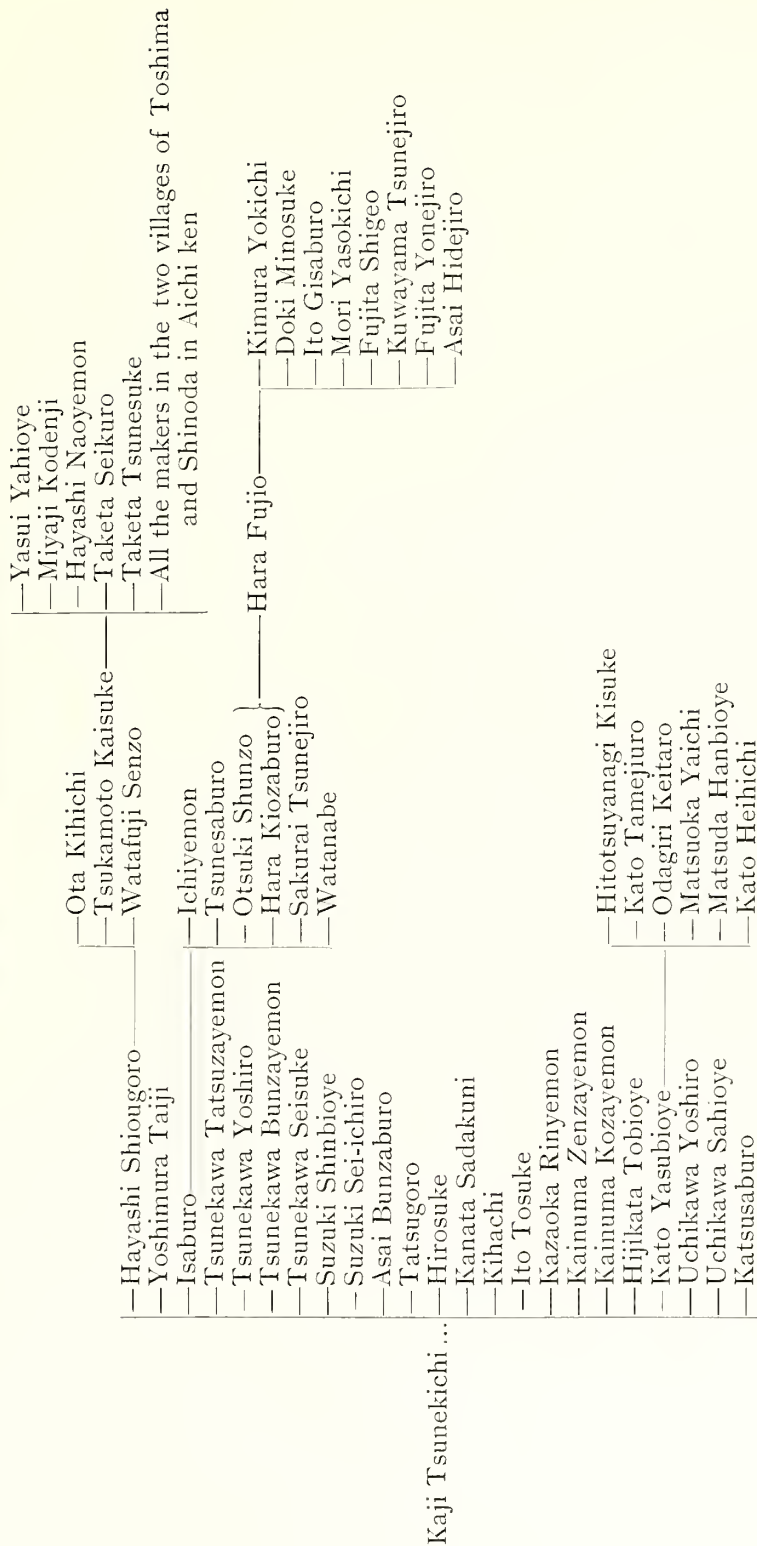 Kaji Tsunekichi...
—Hayashi Shiougoro
—Yoshimura Taiji
—Isaburo
—Tsunekawa Tatsuzayemon
—Tsunekawa Yoshiro
—Tsunekawa Bunzayemon
—Tsunekawa Seisuke
—Suzuki Shinbioye
—Suzuki Sei-ichiro
—Asai Bunzaburo
—Tatsugoro
—Hirosuke
—Kanata Sadakuni
—Kihachi
—Ito Tosuke
—Kazaoka Rinyemon
—Kainuma Zenzayemon
—Kainuma Kozayemon
—Hijikata Tobioye
—Kato Yasubioye
—Uchikawa Yoshiro
—Uchikawa Sahioye
—Katsusaburo
—Ota Kihichi
—Tsukamoto Kaisuke
—Watafuji Senzo
—Ichiyemon
—Tsunesaburo
—Otsuki Shunzo
—Hara Kiozaburo
—Sakurai Tsunejiro
—Watanabe
—Hitotsuyanagi Kisuke
—Kato Tamejiuro
—Odagiri Keitaro
—Matsuoka Yaichi
—Matsuda Hanbioye
—Kato Heihichi
—Yasui Yahioye
—Miyaji Kodenji
—Hayashi Naoyemon
—Taketa Seikuro
—Taketa Tsunesuke
—All the makers in the two villages of Toshima
and Shinoda in Aichi ken
—Hara Fujio—
—Kimura Yokichi
—Doki Minosuke
—Ito Gisaburo
—Mori Yasokichi
—Fujita Shigeo
—Kuwayama Tsunejiro
—Fujita Yonejiro
—Asai Hidejiro